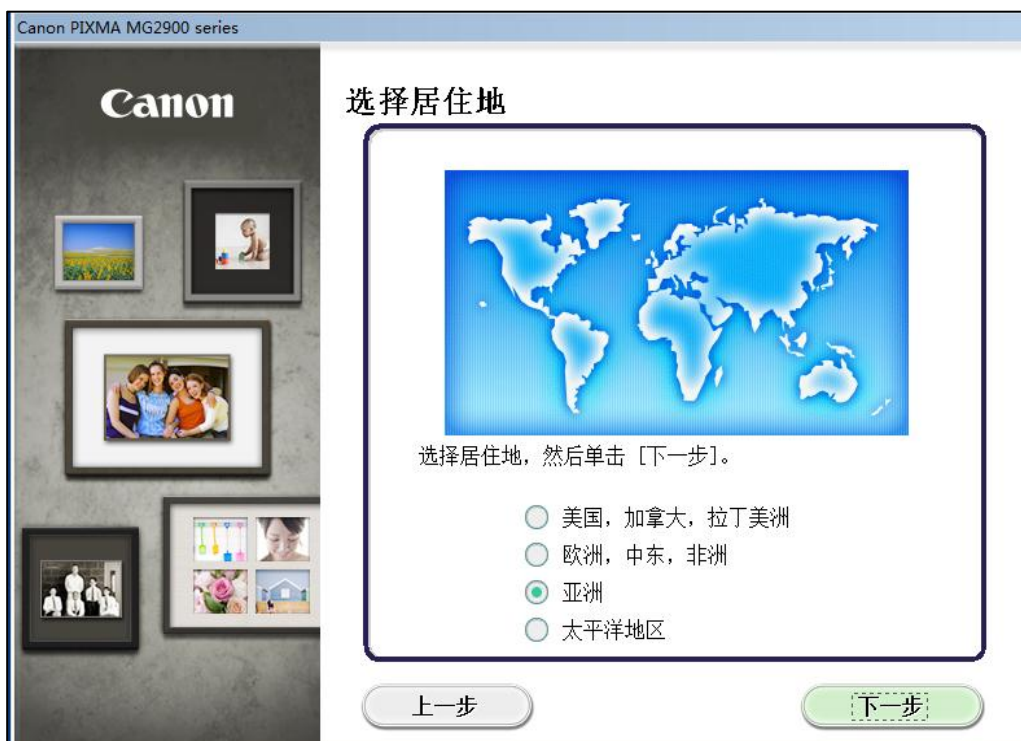 Canon PIXMA MG2900 series
Canon
选择居住地
选择居住地，然后单击 [下一步]。
美国，加拿大，拉丁美洲
欧洲，中东，非洲
亚洲
太平洋地区
上一步
下一步